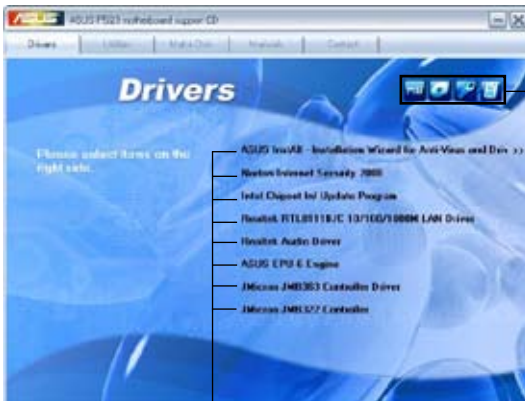 ASUS motherboard support CD
Drivers Utilities Make Disk Manuals Contact
Drivers
Please select items on the
right side.
ASUS InstAll - Installation Wizard for Anti-Virus and Driv >>
Norton Internet Security 2008
Intel Chipset Inf Update Program
Realtek RTL8111B/C 10/100/1000M LAN Driver
Realtek Audio Driver
ASUS EPU 6 Engine
JMicron JMB363 Controller Driver
JMicron JMB322 Controller